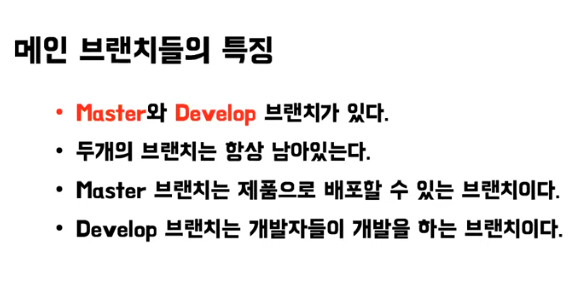 메인 브랜치들의 특징
• Master와 Develop 브랜치가 있다.
• 두개의 브랜치는 항상 남아있는다.
• Master 브랜치는 제품으로 배포할 수 있는 브랜치이다.
• Develop 브랜치는 개발자들이 개발을 하는 브랜치이다.